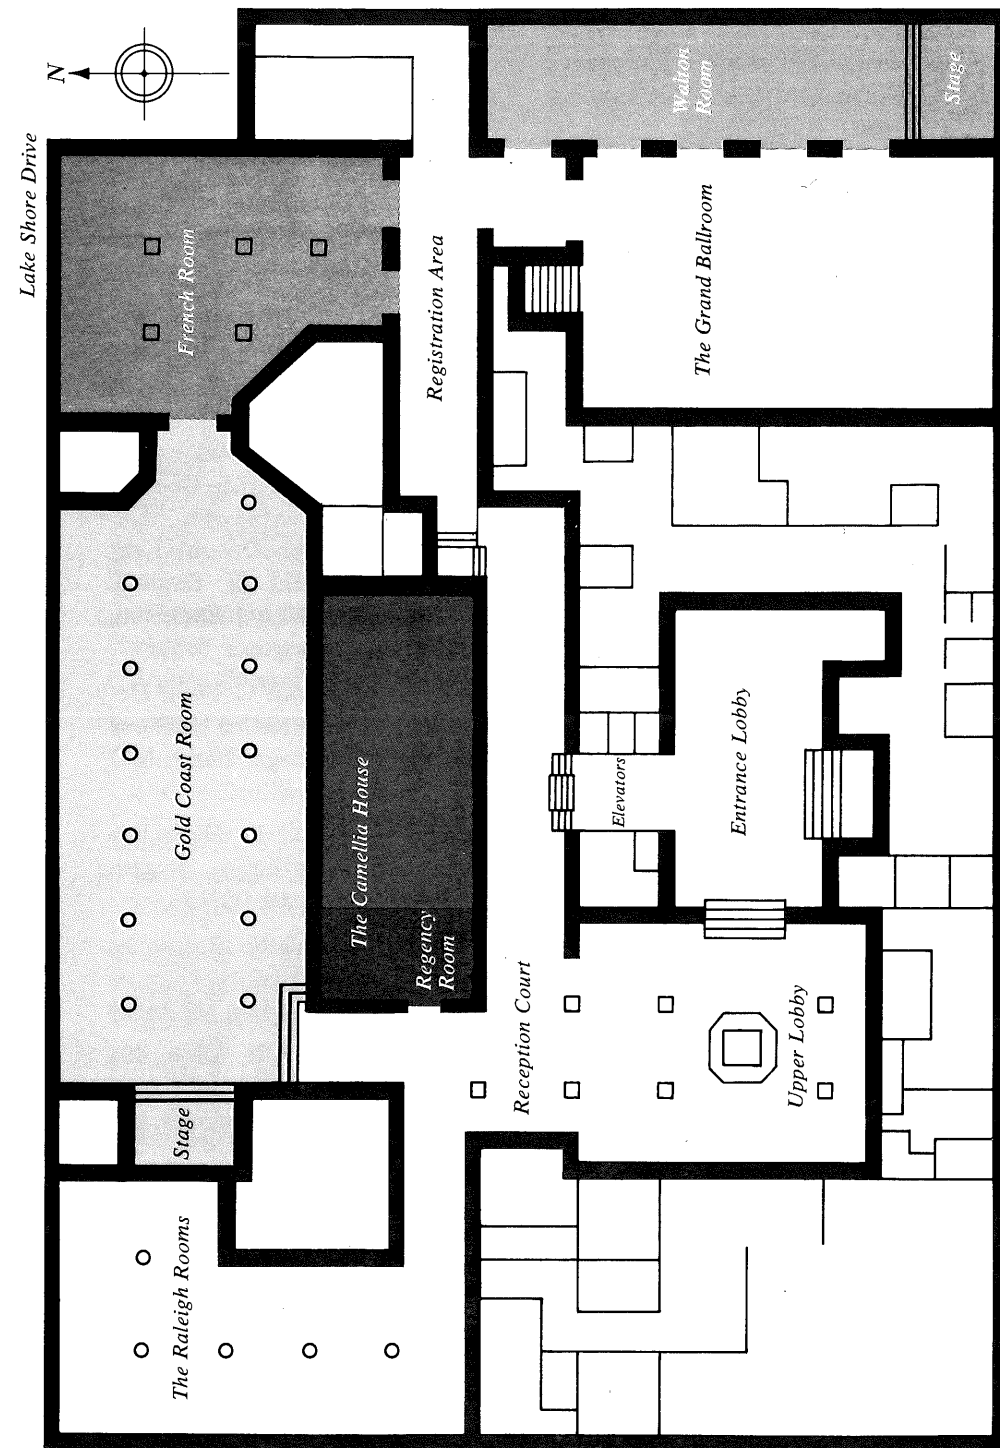 N
Lake Shore Drive
French Room
Registration Area
Walton
Room
Stage
The Grand Ballroom
Gold Coast Room
The Camellia House
Regency
Room
Elevators
Entrance Lobby
Reception Court
Upper Lobby
Stage
The Raleigh Rooms